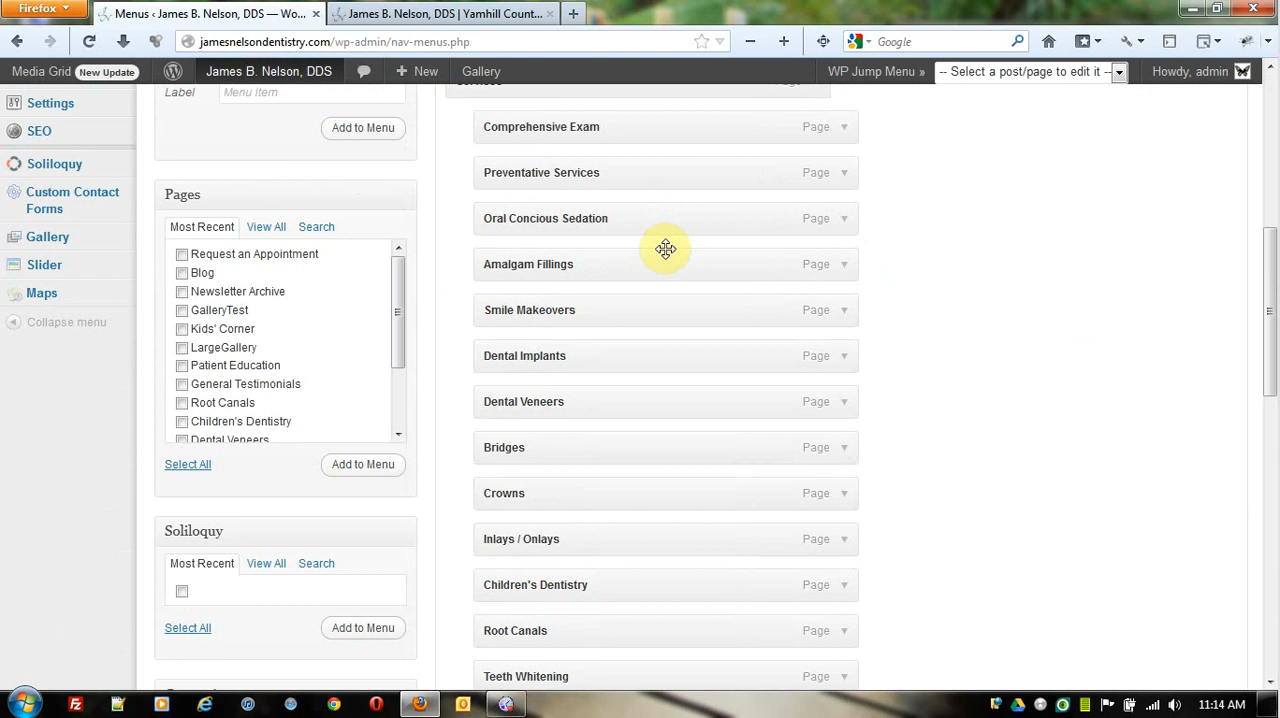 Firefox
Menus ‹ James B. Nelson, DDS — Wo...
James B. Nelson, DDS | Yamhill Count...
jamesnelsondentistry.com/wp-admin/nav-menus.php
Google
Media Grid New Update James B. Nelson, DDS New Gallery WP Jump Menu » -- Select a post/page to edit it -- Howdy, admin
Settings
SEO
Soliloquy
Custom Contact
Forms
Gallery
Slider
Maps
Collapse menu
Label Menu Item
Add to Menu
Pages
Most Recent View All Search
Request an Appointment
Blog
Newsletter Archive
GalleryTest
Kids' Corner
LargeGallery
Patient Education
General Testimonials
Root Canals
Children's Dentistry
Dental Veneers
Select All Add to Menu
Soliloquy
Most Recent View All Search
Select All Add to Menu
Services Page
Comprehensive Exam Page
Preventative Services Page
Oral Concious Sedation Page
Amalgam Fillings Page
Smile Makeovers Page
Dental Implants Page
Dental Veneers Page
Bridges Page
Crowns Page
Inlays / Onlays Page
Children's Dentistry Page
Root Canals Page
Teeth Whitening Page
11:14 AM